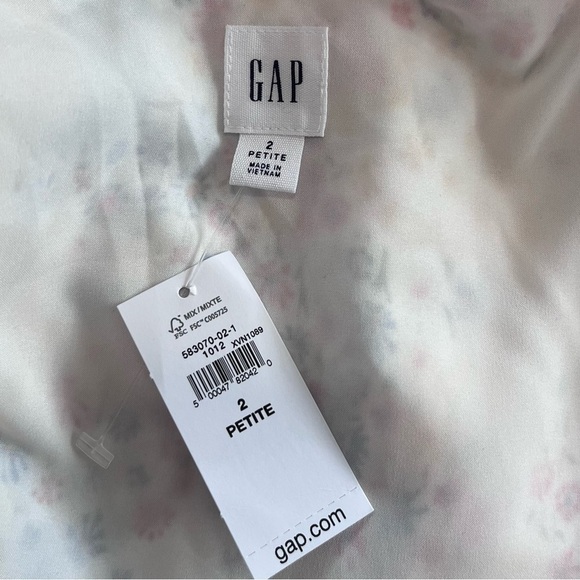 GAP
2
PETITE
MADE IN
VIETNAM
MIX/MIXTE
FSC FSC™ C005725
583070-02-1
1012 XVN1089
5 00047 82042 0
2
PETITE
gap.com